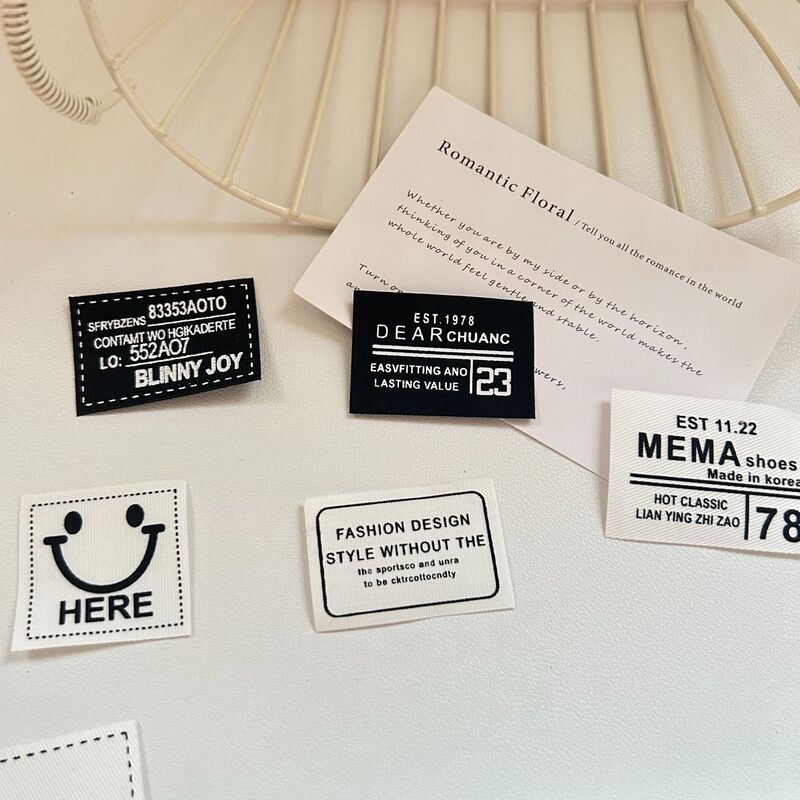 Romantic Floral / Tell you all the romance in the world
Whether you are by my side or by the horizon,
thinking of you in a corner of the world makes the
whole world feel gentle and stable.
Turn
SFRYBZENS 83353AOTO
CONTAMT WO HGIKADERTE
LO: 552AO7
BLINNY JOY
EST.1978
DEAR CHUANC
EASVFITTING ANO
LASTING VALUE
23
EST 11.22
MEMA shoes
Made in korea
HOT CLASSIC
LIAN YING ZHI ZAO
78
HERE
FASHION DESIGN
STYLE WITHOUT THE
the sportsco and unra
to be cktrcottocndty